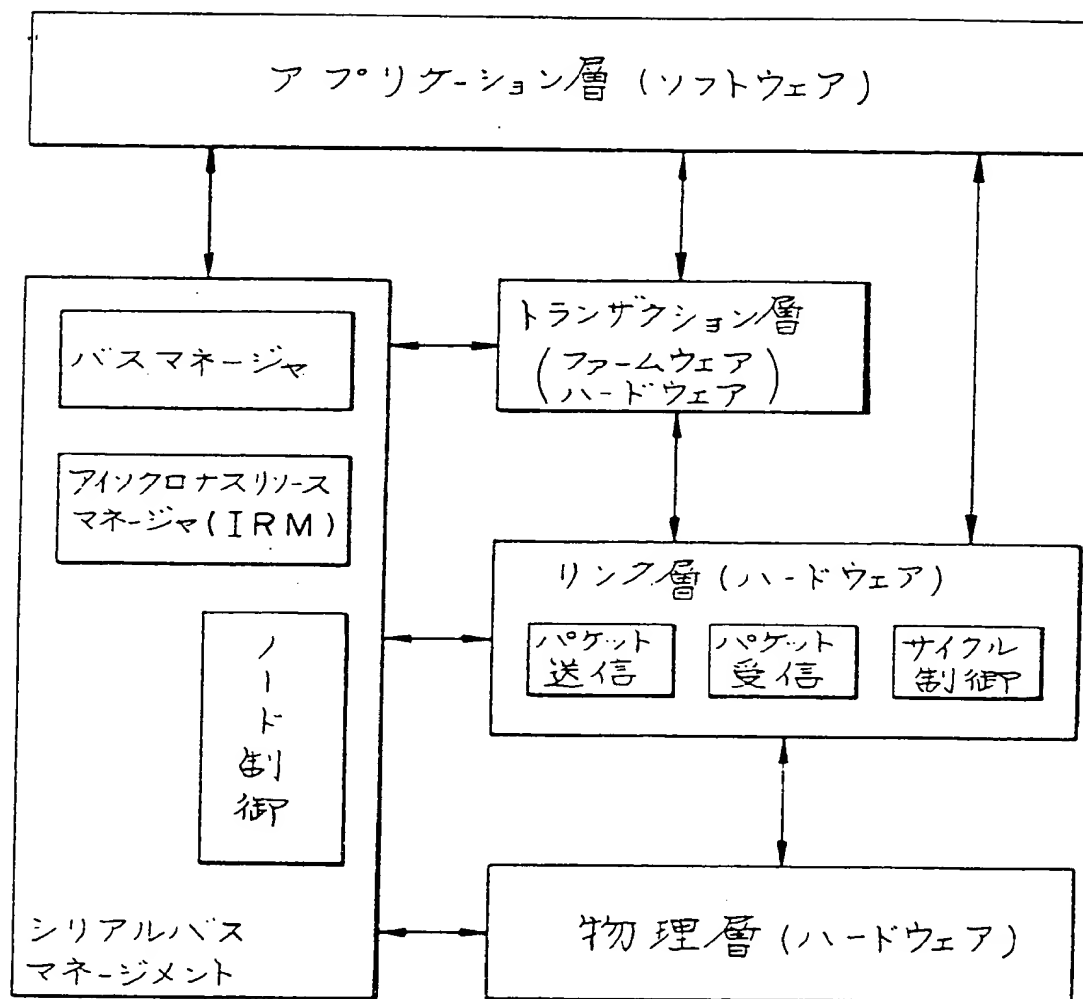 アプリケーション層(ソフトウェア)
バスマネージャ
アイソクロナスリソース
マネージャ(IRM)
ノード制御
シリアルバス
マネージメント
トランザクション層
(ファームウェア
ハードウェア)
リンク層(ハードウェア)
パケット
送信
パケット
受信
サイクル
制御
物理層(ハードウェア)